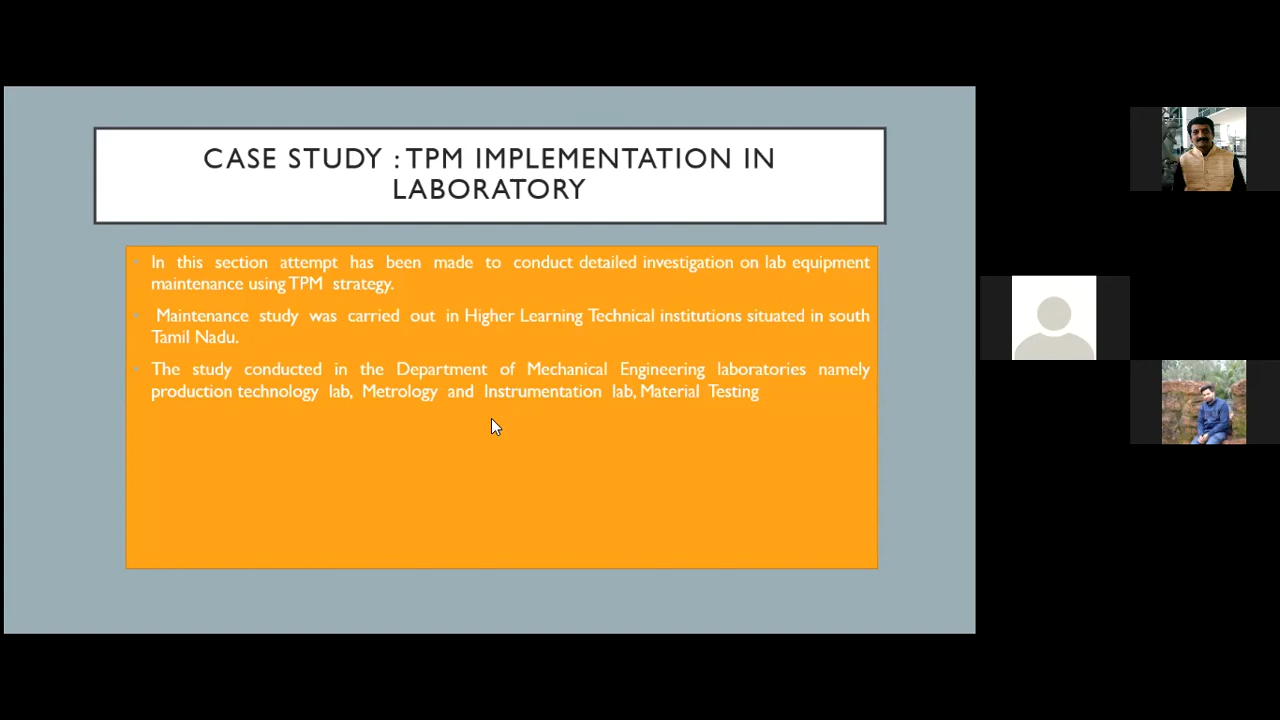 CASE STUDY : TPM IMPLEMENTATION IN
LABORATORY
In this section attempt has been made to conduct detailed investigation on lab equipment
maintenance using TPM strategy.
Maintenance study was carried out in Higher Learning Technical institutions situated in south
Tamil Nadu.
The study conducted in the Department of Mechanical Engineering laboratories namely
production technology lab, Metrology and Instrumentation lab, Material Testing